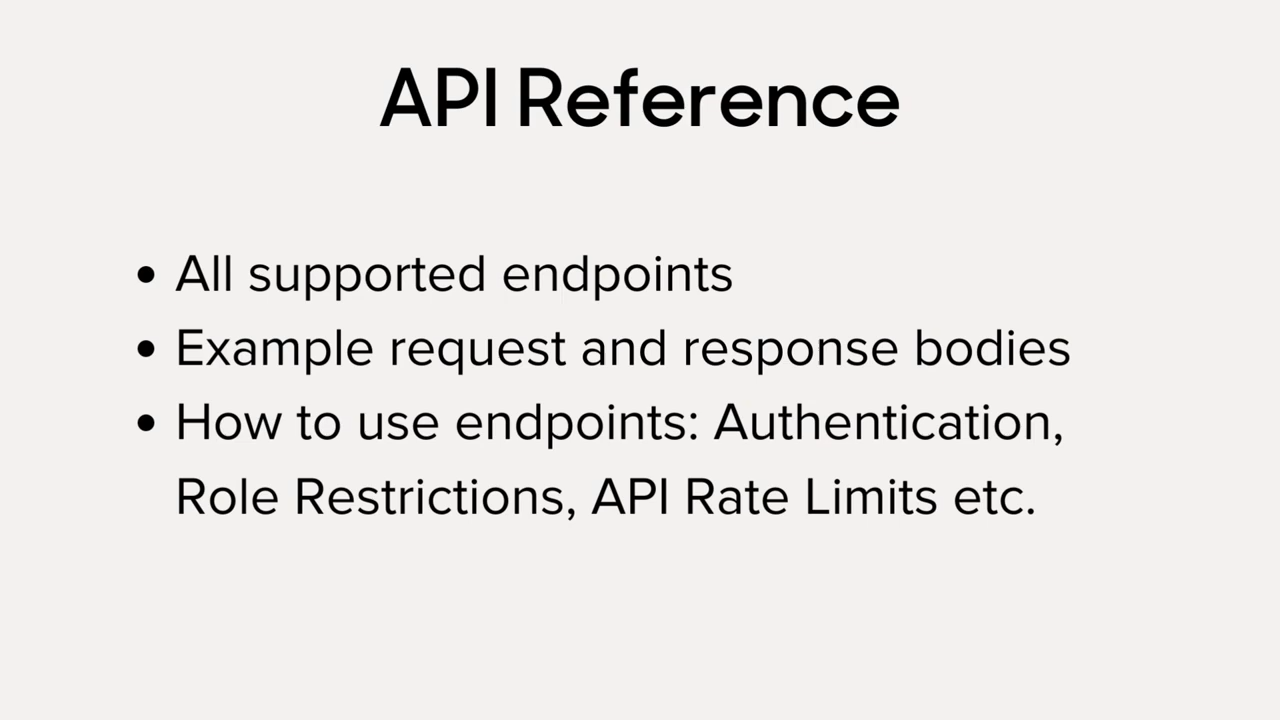 API Reference
• All supported endpoints
• Example request and response bodies
• How to use endpoints: Authentication,
Role Restrictions, API Rate Limits etc.